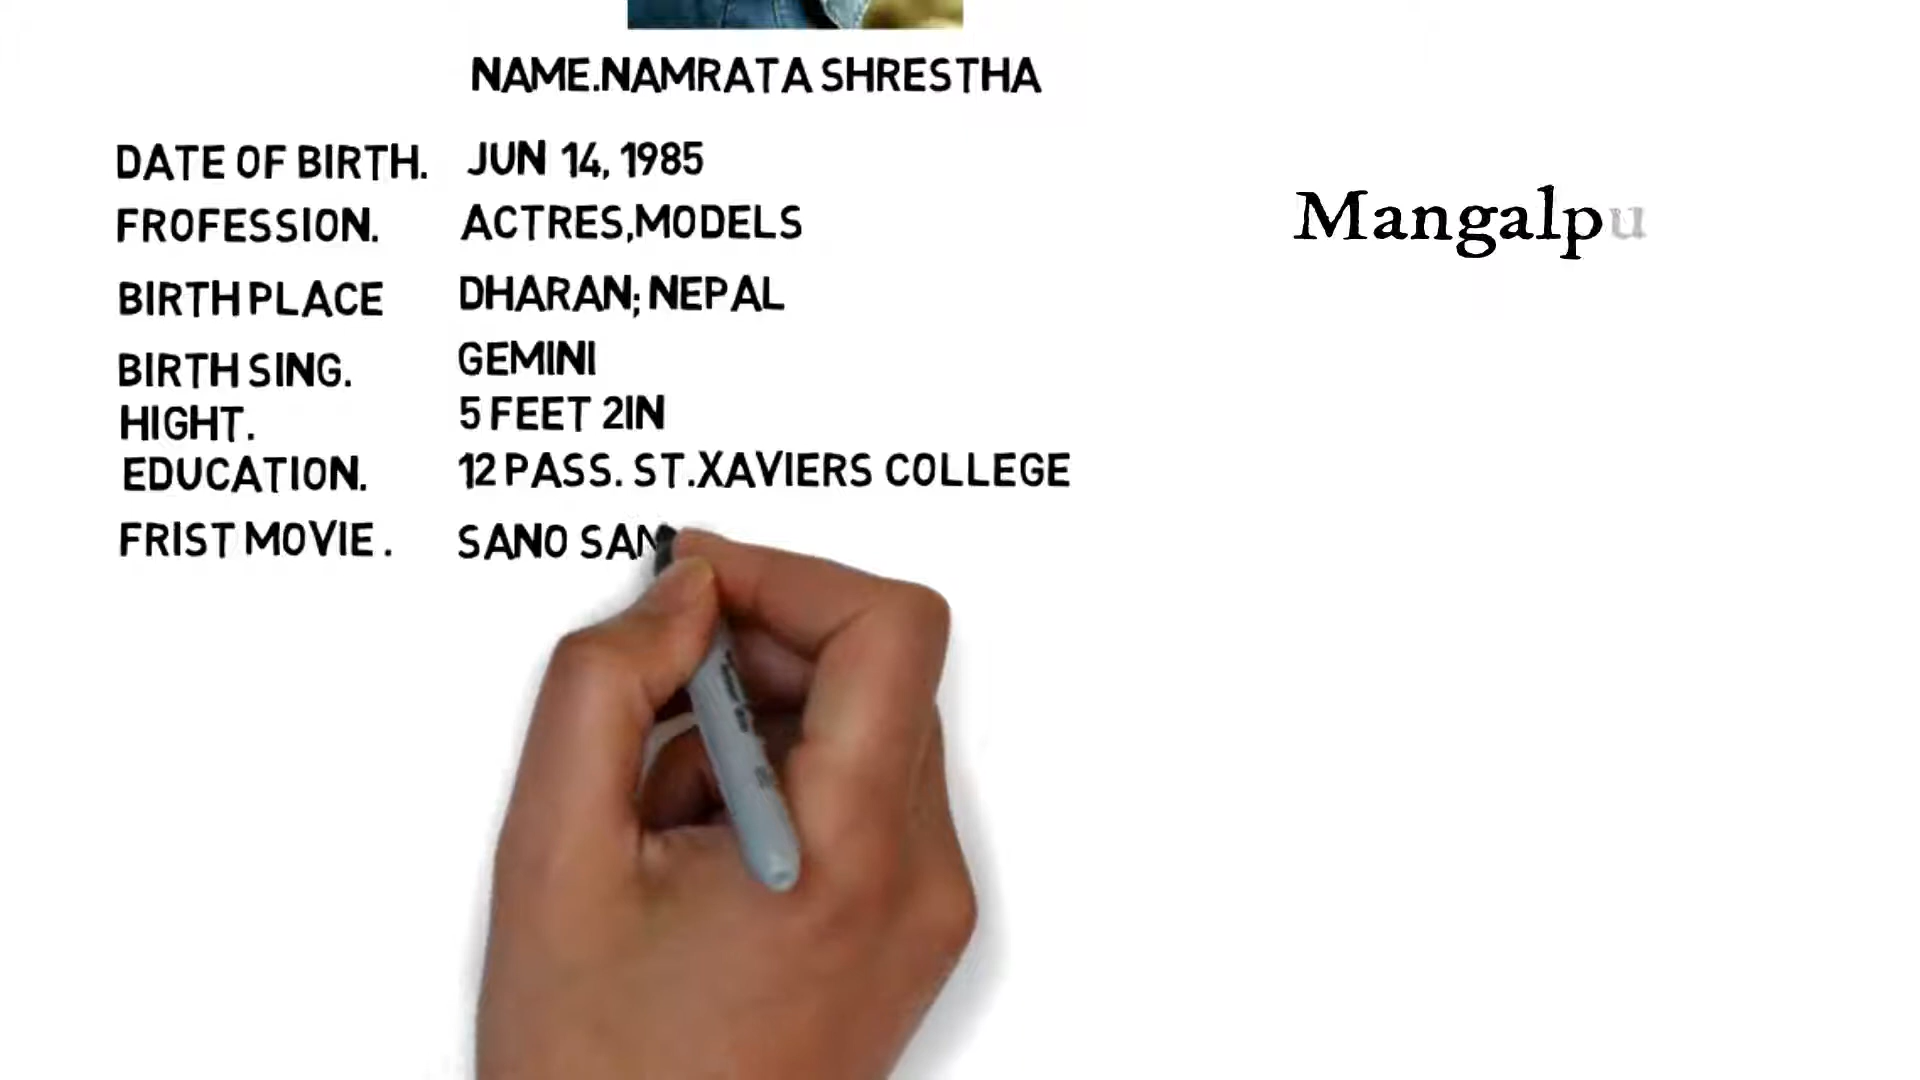 NAME.NAMRATA SHRESTHA
DATE OF BIRTH. JUN 14, 1985
FROFESSION. ACTRES,MODELS
BIRTH PLACE DHARAN; NEPAL
BIRTH SING. GEMINI
HIGHT. 5 FEET 2IN
EDUCATION. 12 PASS. ST.XAVIERS COLLEGE
FRIST MOVIE . SANO SAN
Mangalpu